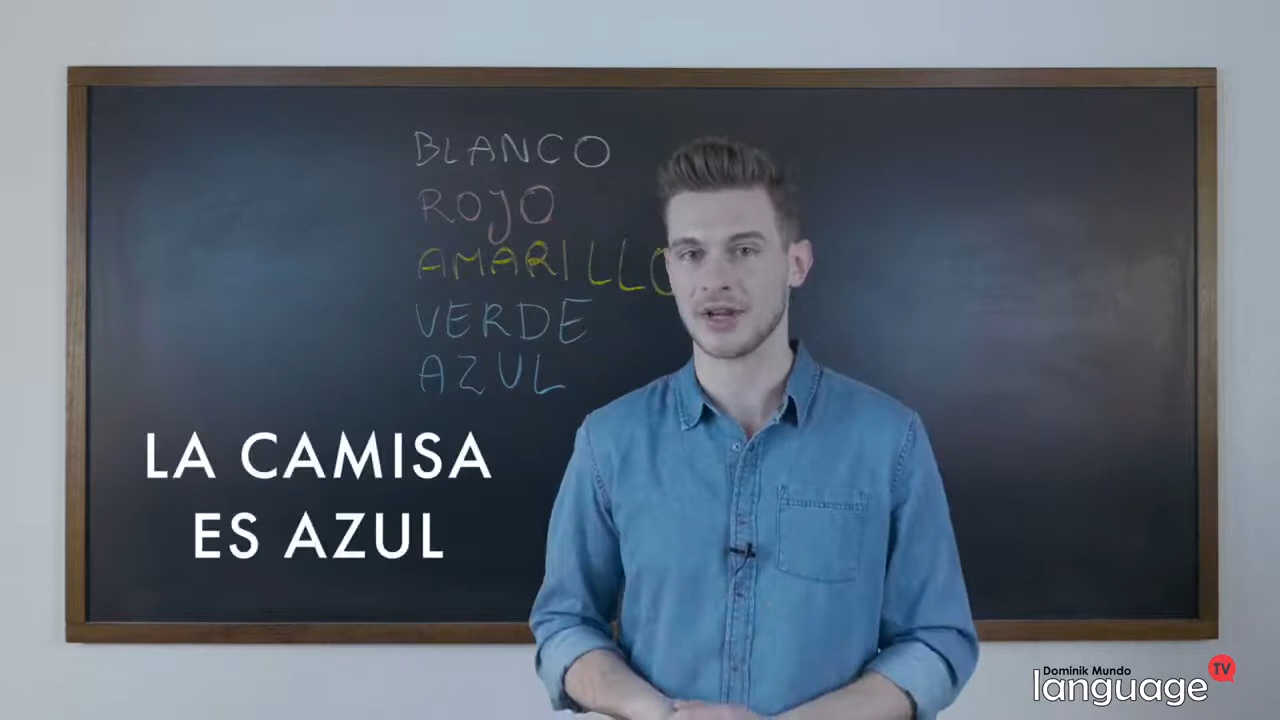 BLANCO
ROJO
AMARILLO
VERDE
AZUL
LA CAMISA
ES AZUL
Dominik Mundo
language TV